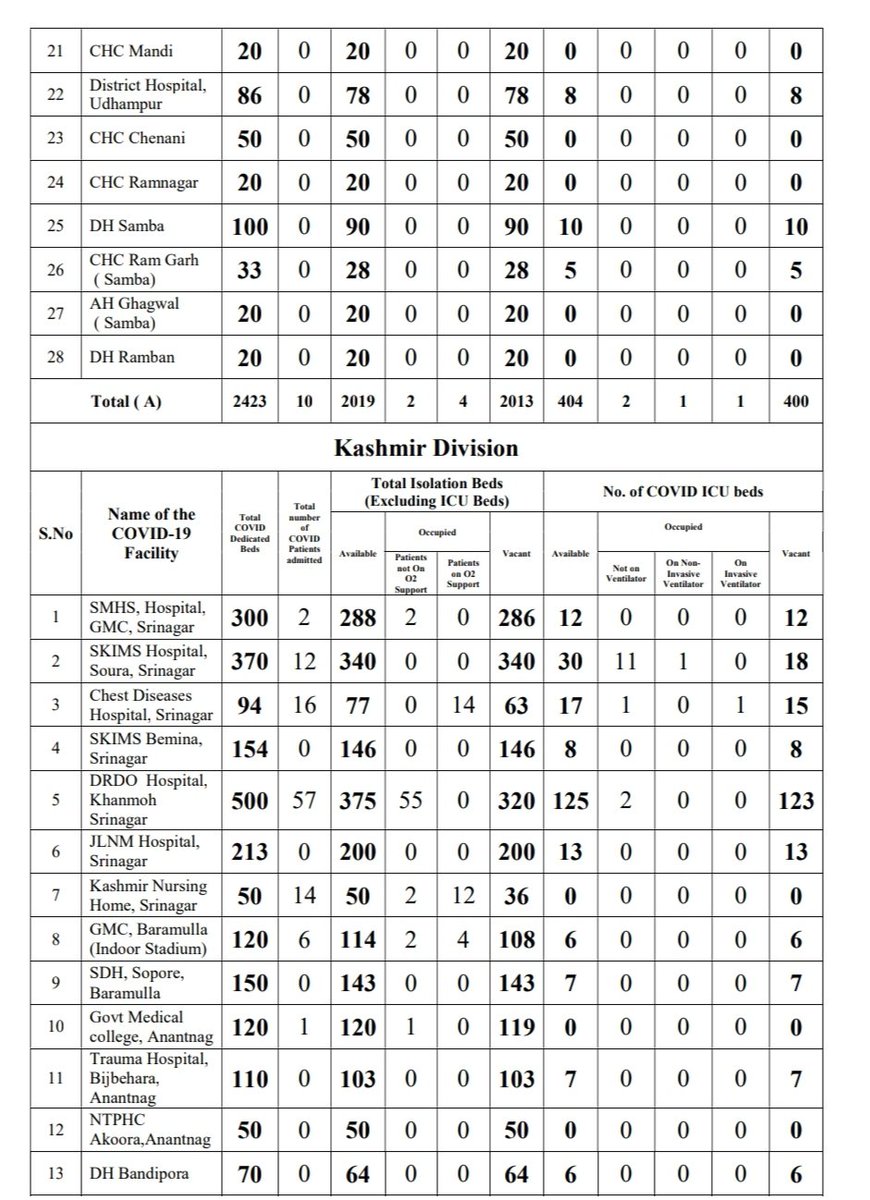 21 CHC Mandi 20 0 20 0 0 20 0 0 0 0 0
22 District Hospital, Udhampur 86 0 78 0 0 78 8 0 0 0 8
23 CHC Chenani 50 0 50 0 0 50 0 0 0 0 0
24 CHC Ramnagar 20 0 20 0 0 20 0 0 0 0 0
25 DH Samba 100 0 90 0 0 90 10 0 0 0 10
26 CHC Ram Garh ( Samba) 33 0 28 0 0 28 5 0 0 0 5
27 AH Ghagwal ( Samba) 20 0 20 0 0 20 0 0 0 0 0
28 DH Ramban 20 0 20 0 0 20 0 0 0 0 0
Total ( A) 2423 10 2019 2 4 2013 404 2 1 1 400
Kashmir Division
S.No
Name of the
COVID-19
Facility
Total
COVID
Dedicated
Beds
Total
number
of
COVID
Patients
admitted
Total Isolation Beds
(Excluding ICU Beds)
Available
Occupied
Patients
not On
O2
Support
Patients
on O2
Support
Vacant
No. of COVID ICU beds
Available
Occupied
Not on
Ventilator
On Non-
Invasive
Ventilator
On
Invasive
Ventilator
Vacant
1 SMHS, Hospital, GMC, Srinagar 300 2 288 2 0 286 12 0 0 0 12
2 SKIMS Hospital, Soura, Srinagar 370 12 340 0 0 340 30 11 1 0 18
3 Chest Diseases Hospital, Srinagar 94 16 77 0 14 63 17 1 0 1 15
4 SKIMS Bemina, Srinagar 154 0 146 0 0 146 8 0 0 0 8
5 DRDO Hospital, Khanmoh Srinagar 500 57 375 55 0 320 125 2 0 0 123
6 JLNM Hospital, Srinagar 213 0 200 0 0 200 13 0 0 0 13
7 Kashmir Nursing Home, Srinagar 50 14 50 2 12 36 0 0 0 0 0
8 GMC, Baramulla (Indoor Stadium) 120 6 114 2 4 108 6 0 0 0 6
9 SDH, Sopore, Baramulla 150 0 143 0 0 143 7 0 0 0 7
10 Govt Medical college, Anantnag 120 1 120 1 0 119 0 0 0 0 0
11 Trauma Hospital, Bijbehara, Anantnag 110 0 103 0 0 103 7 0 0 0 7
12 NTPHC Akoora,Anantnag 50 0 50 0 0 50 0 0 0 0 0
13 DH Bandipora 70 0 64 0 0 64 6 0 0 0 6